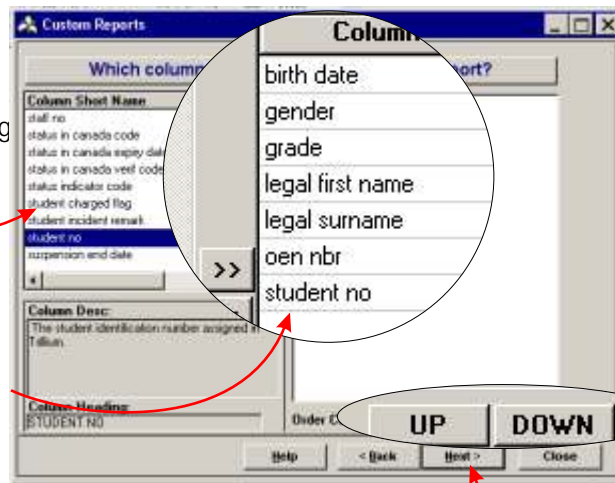 Custom Reports
Which column
ort?
Column Short Name
staff no
status in canada code
status in canada expiry date
status in canada verif code
status indicator code
student charged flag
student incident remark
student no
suspension end date
g
Column
birth date
gender
grade
legal first name
legal surname
oen nbr
student no
>>
Column Desc:
The student identification number assigned in
Trillium.
Column Heading:
STUDENT NO
Order C
UP
DOWN
Help
< Back
Next >
Close